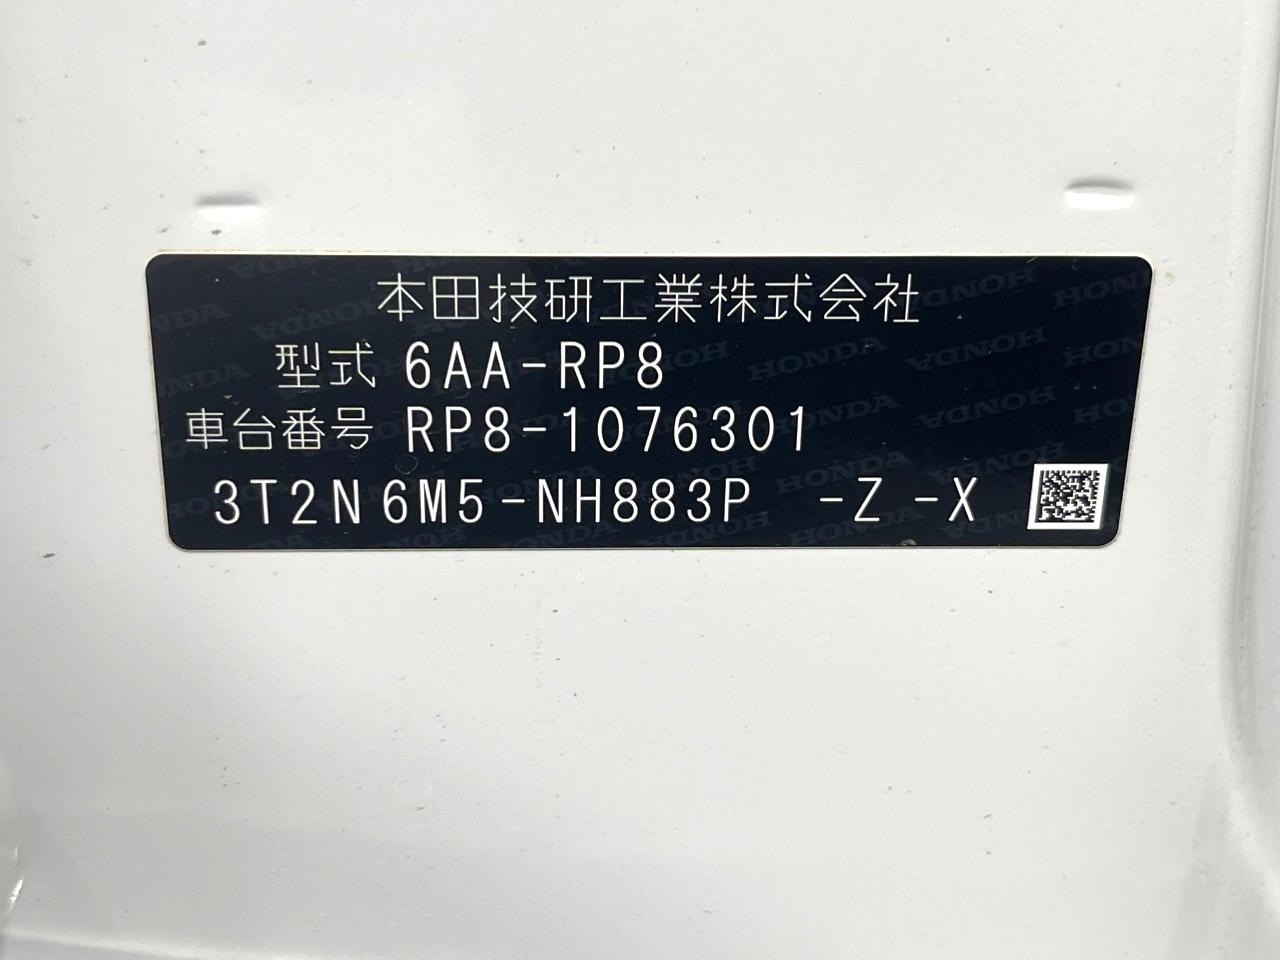 本田技研工業株式会社
型式 6AA-RP8
車台番号 RP8-1076301
3T2N6M5-NH883P -Z -X